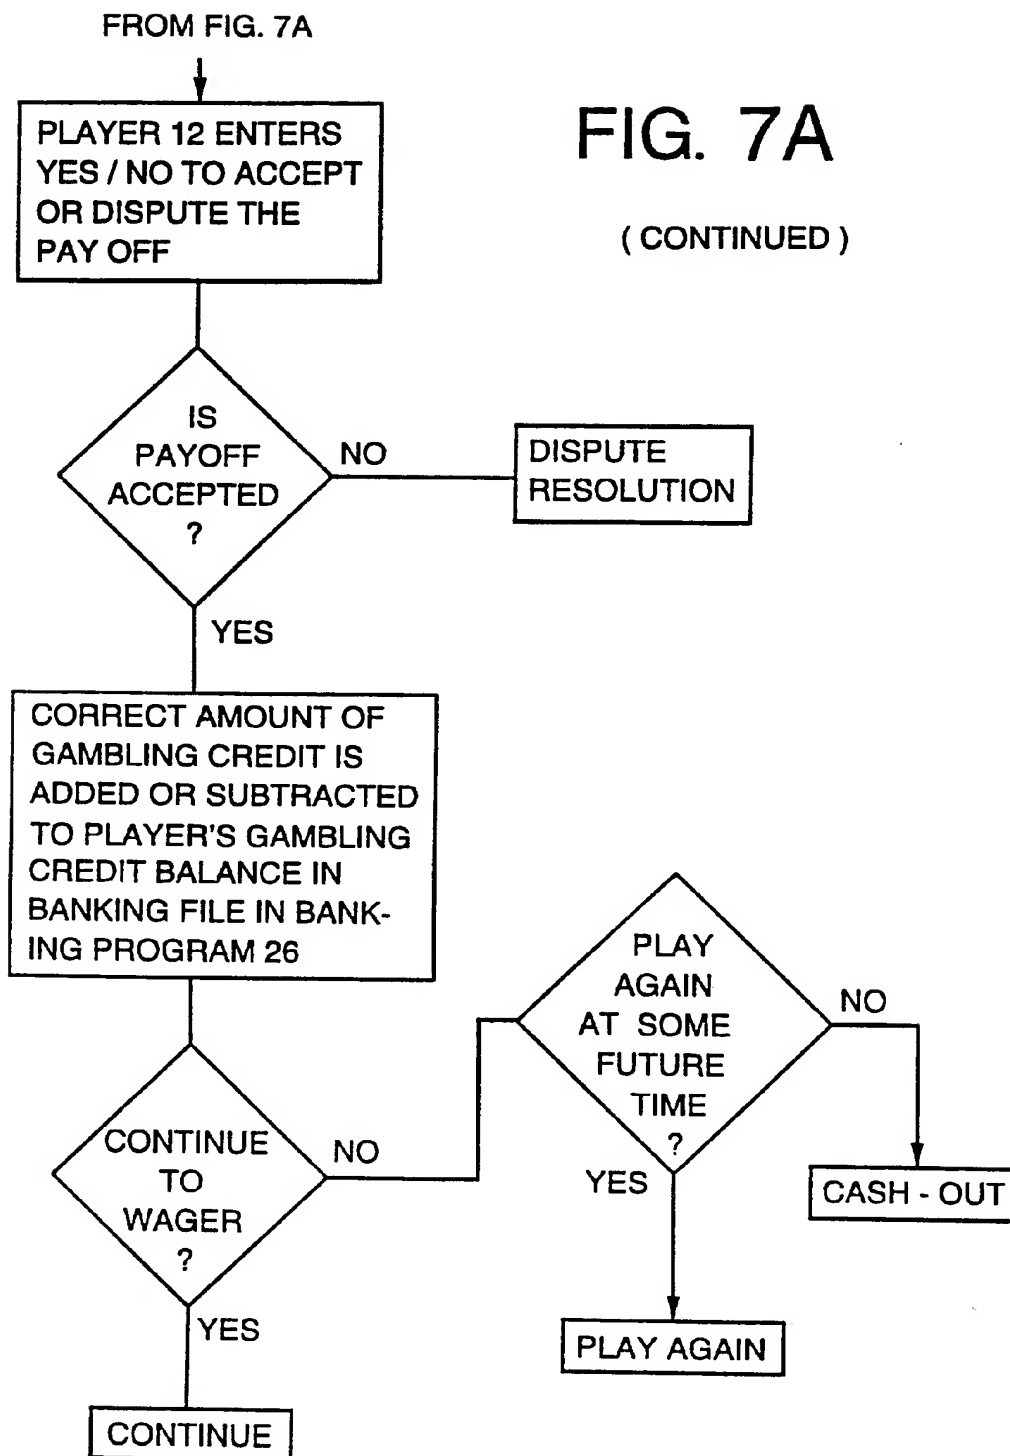 FROM FIG. 7A
FIG. 7A
( CONTINUED )
PLAYER 12 ENTERS
YES / NO TO ACCEPT
OR DISPUTE THE
PAY OFF
IS
PAYOFF
ACCEPTED
?
NO
DISPUTE
RESOLUTION
YES
CORRECT AMOUNT OF
GAMBLING CREDIT IS
ADDED OR SUBTRACTED
TO PLAYER'S GAMBLING
CREDIT BALANCE IN
BANKING FILE IN BANK-
ING PROGRAM 26
CONTINUE
TO
WAGER
?
NO
PLAY
AGAIN
AT SOME
FUTURE
TIME
?
NO
CASH - OUT
YES
PLAY AGAIN
YES
CONTINUE